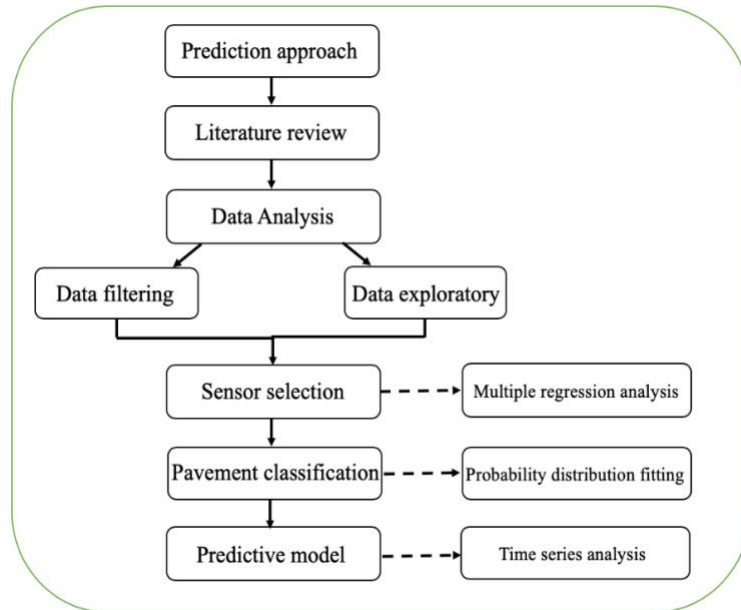 Prediction approach
Literature review
Data Analysis
Data filtering
Data exploratory
Sensor selection
Multiple regression analysis
Pavement classification
Probability distribution fitting
Predictive model
Time series analysis